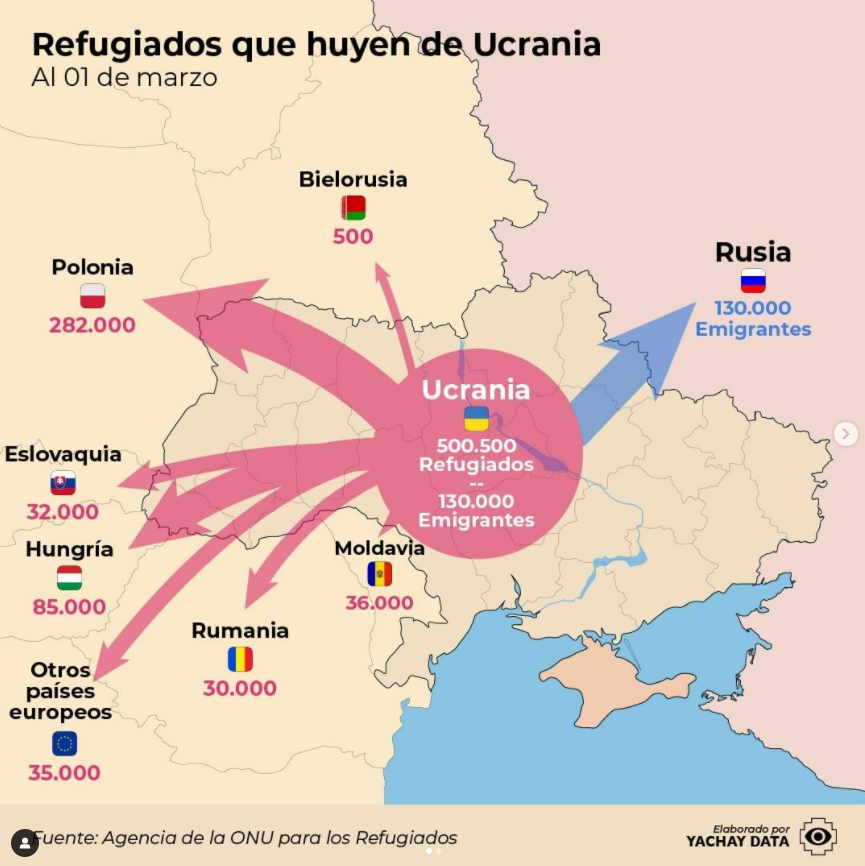 Refugiados que huyen de Ucrania
Al 01 de marzo
Bielorusia
500
Polonia
282.000
Rusia
130.000
Emigrantes
Ucrania
500.500
Refugiados
--
130.000
Emigrantes
Eslovaquia
32.000
Hungría
85.000
Moldavia
36.000
Rumania
30.000
Otros
países
europeos
35.000
Fuente: Agencia de la ONU para los Refugiados
Elaborado por
YACHAY DATA